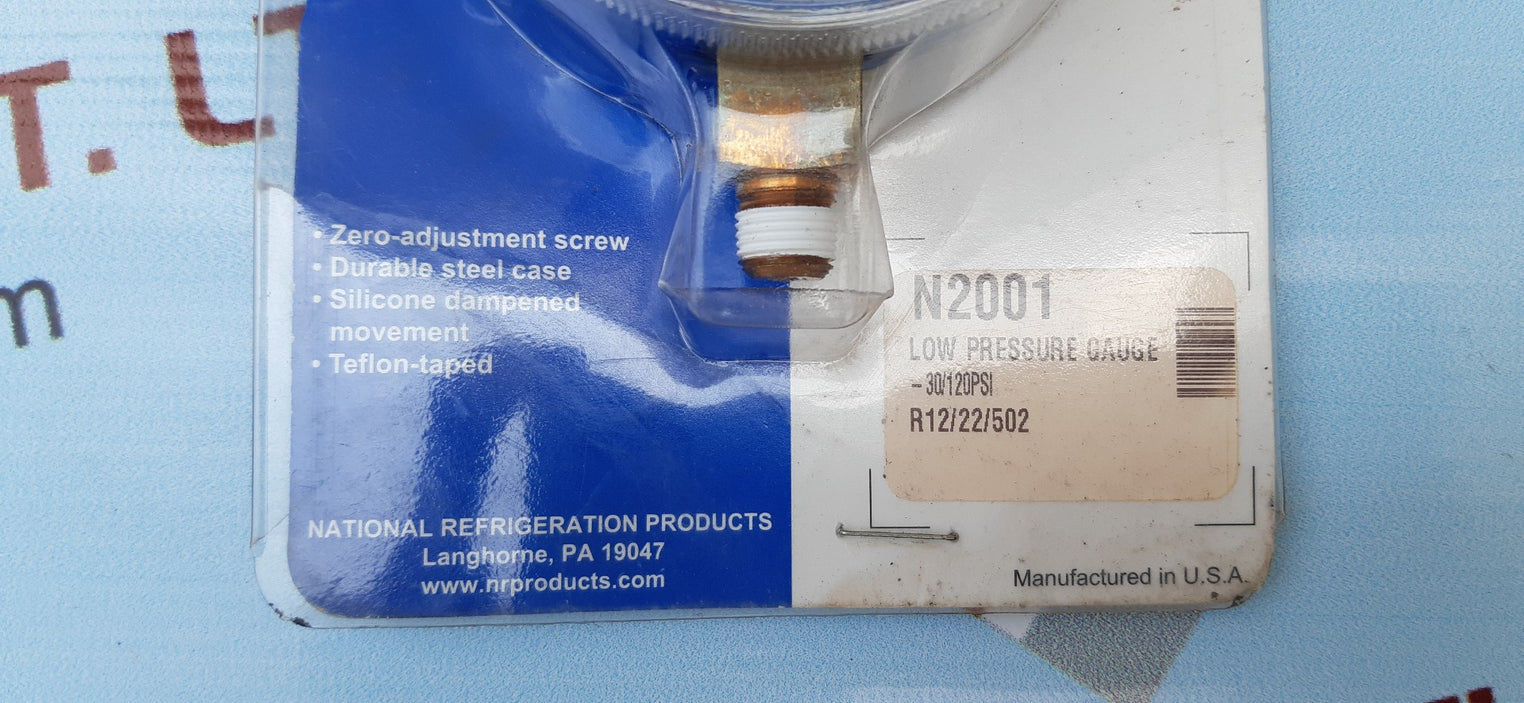 T. LT
m
• Zero-adjustment screw
• Durable steel case
• Silicone dampened
movement
• Teflon-taped
NATIONAL REFRIGERATION PRODUCTS
Langhorne, PA 19047
www.nrproducts.com
N2001
LOW PRESSURE GAUGE
- 30/120PSI
R12/22/502
Manufactured in U.S.A.